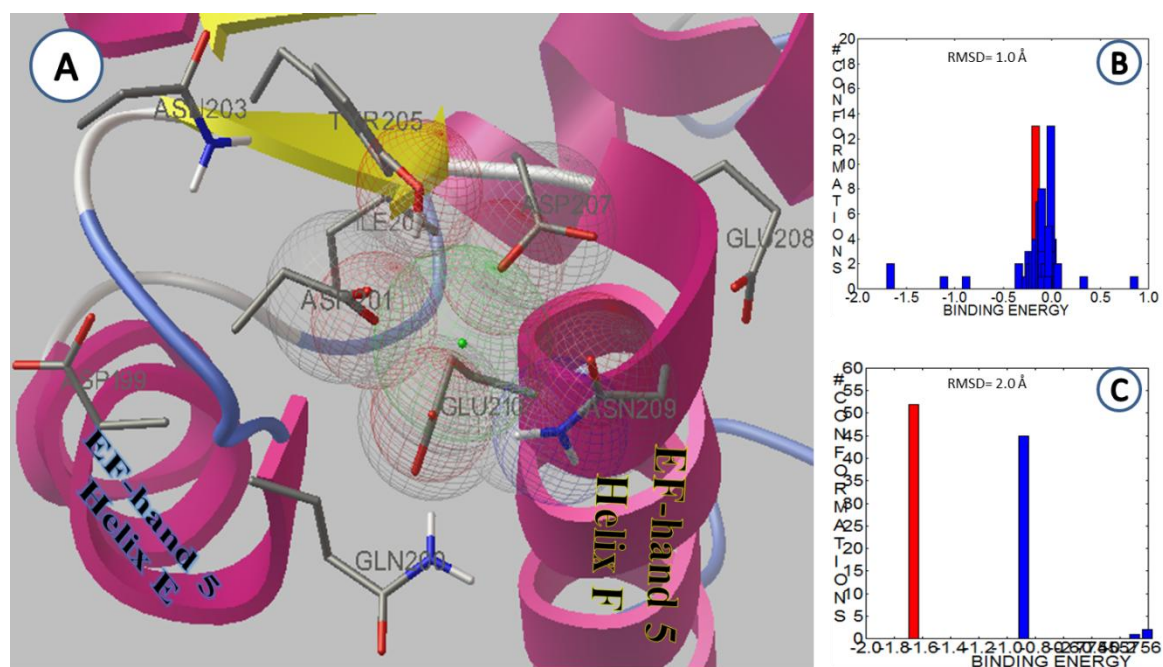 A
ASN203
TYR205
ASP207
GLU208
ASP201
ASP199
GLU210
ASN209
GLN200
EF-hand 5
Helix E
EF-hand 5
Helix F
B
RMSD= 1.0 Å
#CONFORMATIONS
20
18
16
14
12
10
8
6
4
2
0
-2.0 -1.5 -1.0 -0.5 0.0 0.5 1.0
BINDING ENERGY
C
RMSD= 2.0 Å
#CONFORMATIONS
60
55
50
45
40
35
30
25
20
15
10
5
0
-2.0 -1.8 -1.6 -1.4 -1.2 -1.0 -0.8
BINDING ENERGY